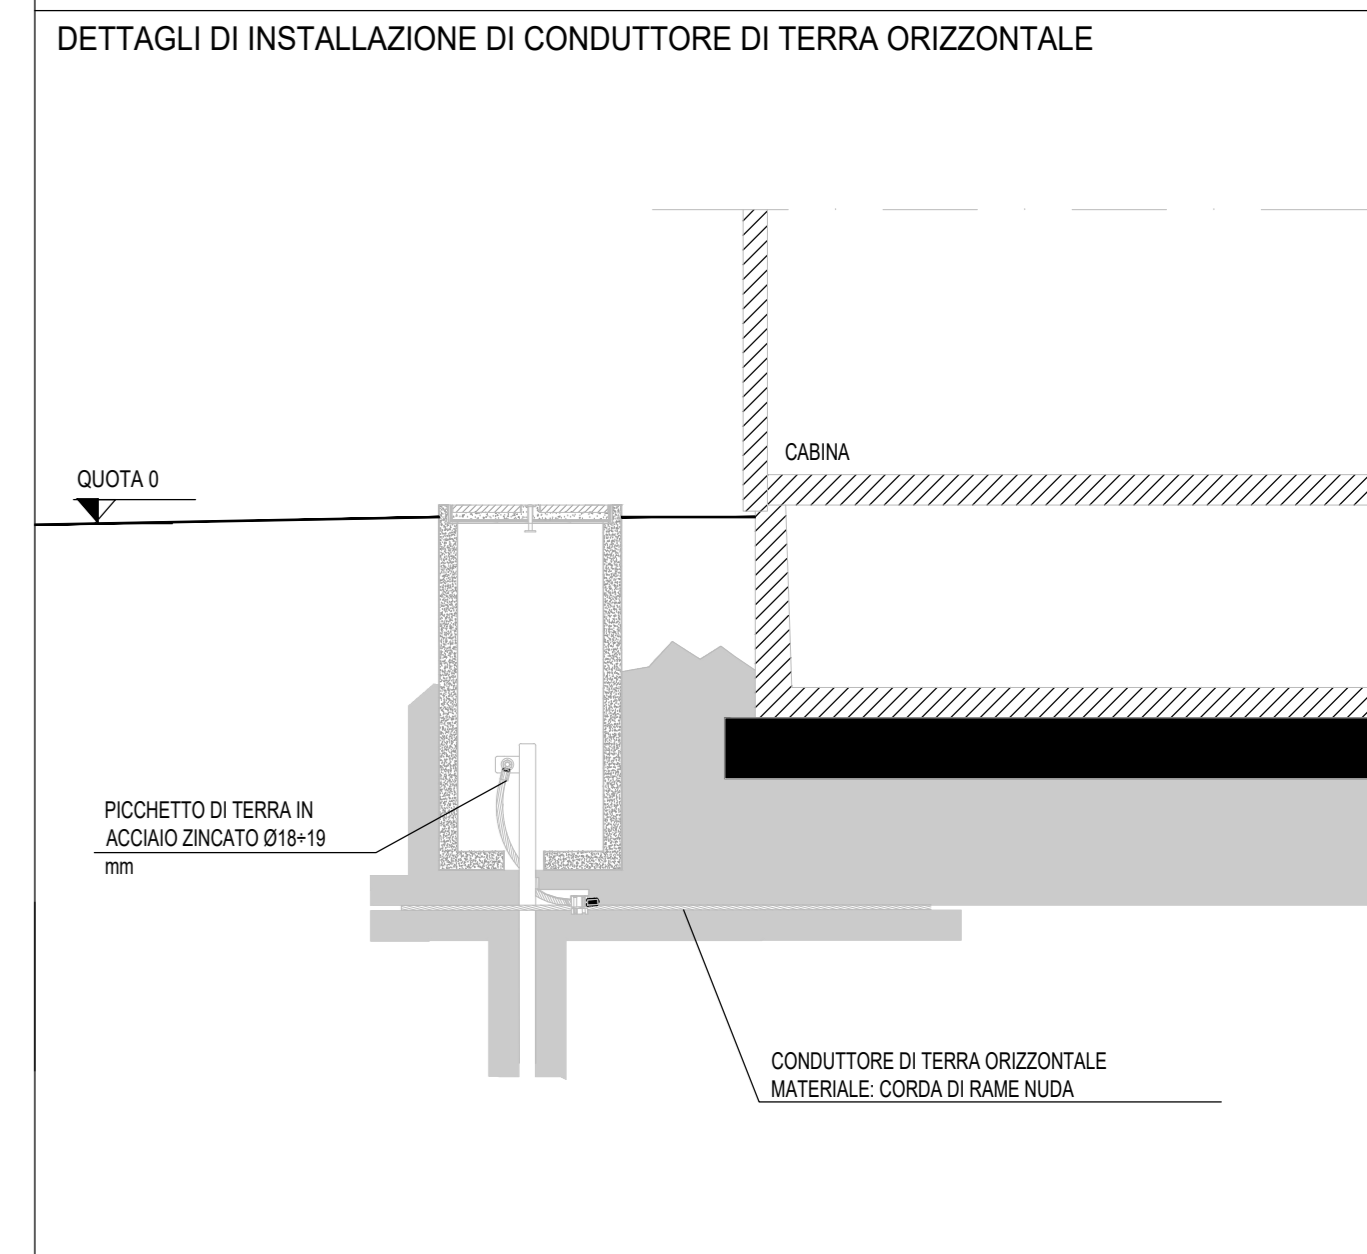 DETTAGLI DI INSTALLAZIONE DI CONDUTTORE DI TERRA ORIZZONTALE
CABINA
QUOTA 0
PICCHETTO DI TERRA IN
ACCIAIO ZINCATO Ø18÷19
mm
CONDUTTORE DI TERRA ORIZZONTALE
MATERIALE: CORDA DI RAME NUDA